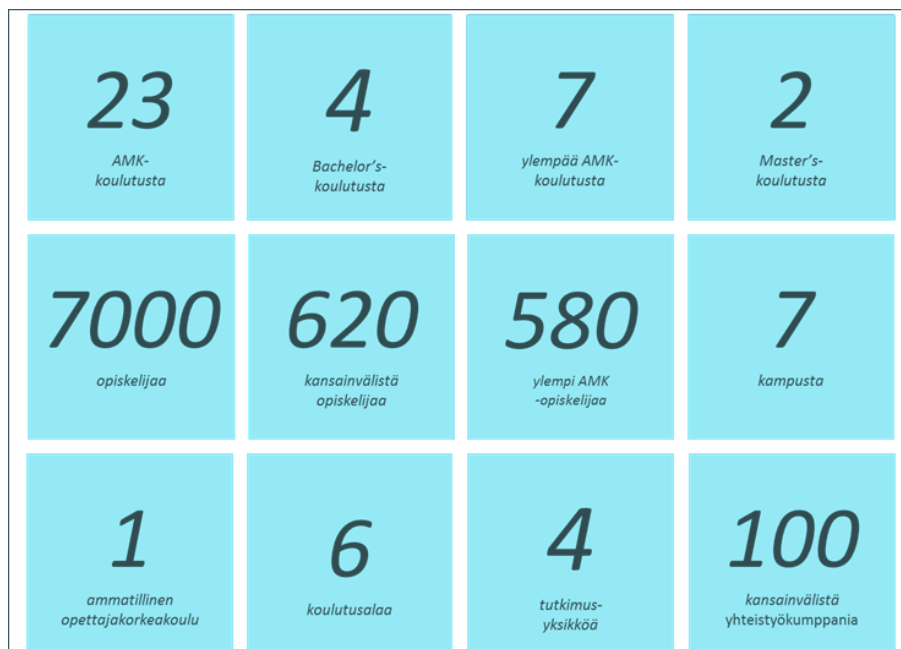 23
AMK-
koulutusta
4
Bachelor's-
koulutusta
7
ylempää AMK-
koulutusta
2
Master's-
koulutusta
7000
opiskelijaa
620
kansainvälistä
opiskelijaa
580
ylempi AMK
-opiskelijaa
7
kampusta
1
ammatillinen
opettajakorkeakoulu
6
koulutusalaa
4
tutkimus-
yksikköä
100
kansainvälistä
yhteistyökumppania